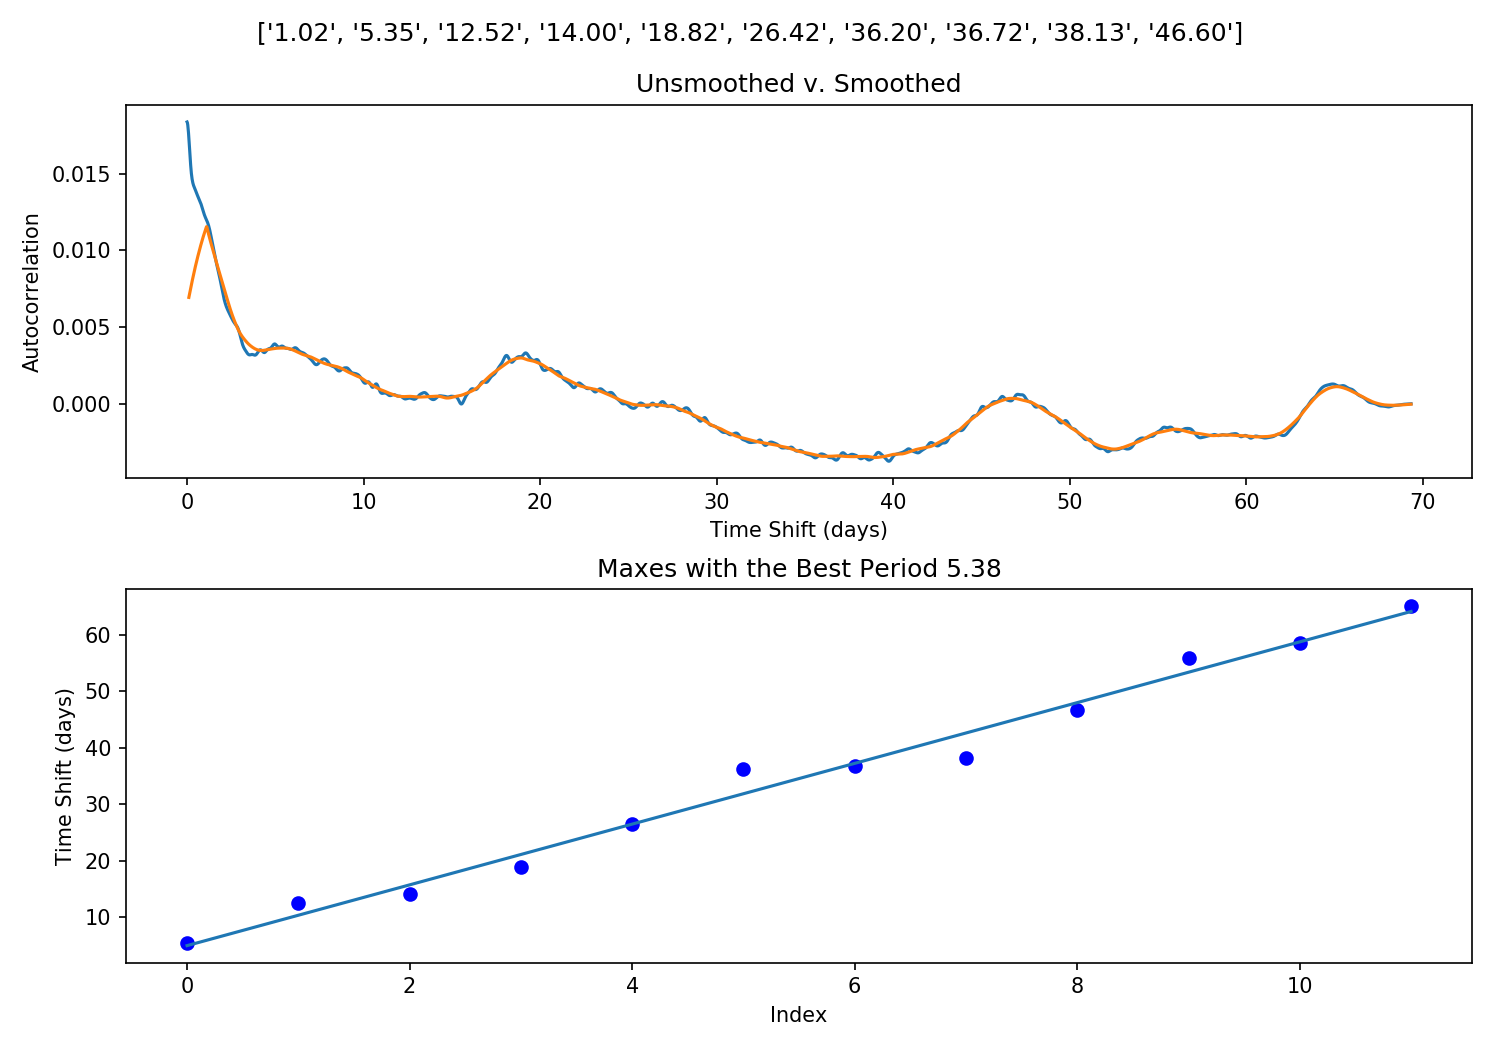 ['1.02', '5.35', '12.52', '14.00', '18.82', '26.42', '36.20', '36.72', '38.13', '46.60']
Unsmoothed v. Smoothed
Autocorrelation
0.015
0.010
0.005
0.000
0 10 20 30 40 50 60 70
Time Shift (days)
Maxes with the Best Period 5.38
Time Shift (days)
60
50
40
30
20
10
0 2 4 6 8 10
Index